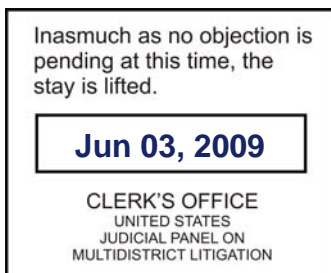 Inasmuch as no objection is
pending at this time, the
stay is lifted.
Jun 03, 2009
CLERK'S OFFICE
UNITED STATES
JUDICIAL PANEL ON
MULTIDISTRICT LITIGATION